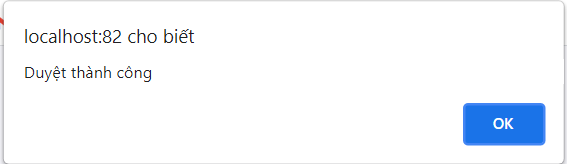 localhost:82 cho biết
Duyệt thành công
OK